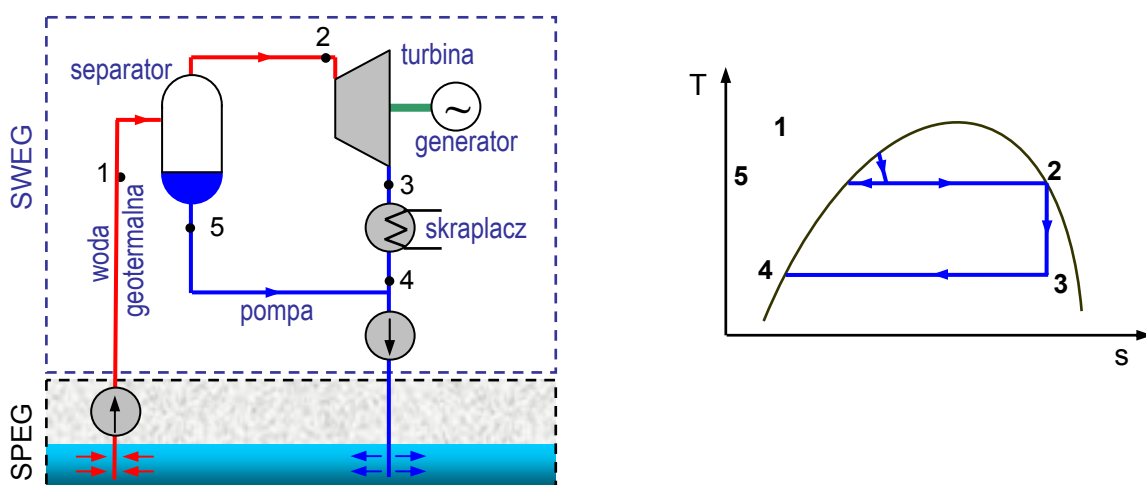 separator
2
turbina
~
generator
SWEG
1
woda
geotermalna
3
5
skraplacz
4
pompa
SPEG
T
1
5
2
4
3
s